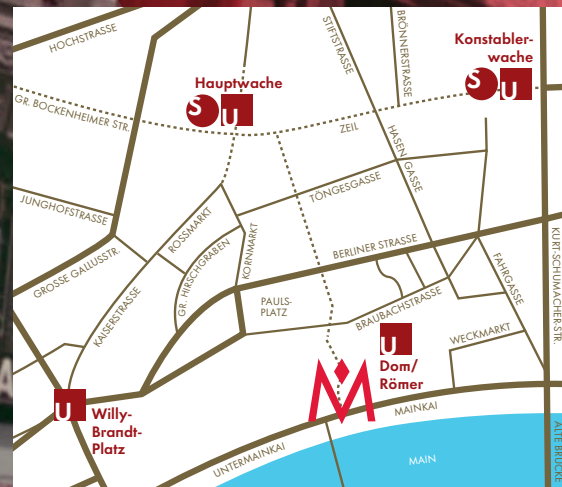 HOCHSTRASSE
STIFTSTRASSE
BRÖNNERSTRASSE
Konstabler-
wache
S U
Hauptwache
S U
GR. BOCKENHEIMER STR.
ZEIL
HASENGASSE
TÖNGESGASSE
JUNGHOFSTRASSE
ROSSMARKT
GR. HIRSCHGRABEN
KORNMARKT
BERLINER STRASSE
GROSSE GALLUSSTR.
KAISERSTRASSE
PAULS-
PLATZ
BRAUBACHSTRASSE
FAHRGASSE
KURT-SCHUMACHER-STR.
WECKMARKT
U
Dom/
Römer
U
Willy-
Brandt-
Platz
M
MAINKAI
UNTERMAINKAI
MAIN
ALTE BRÜCKE